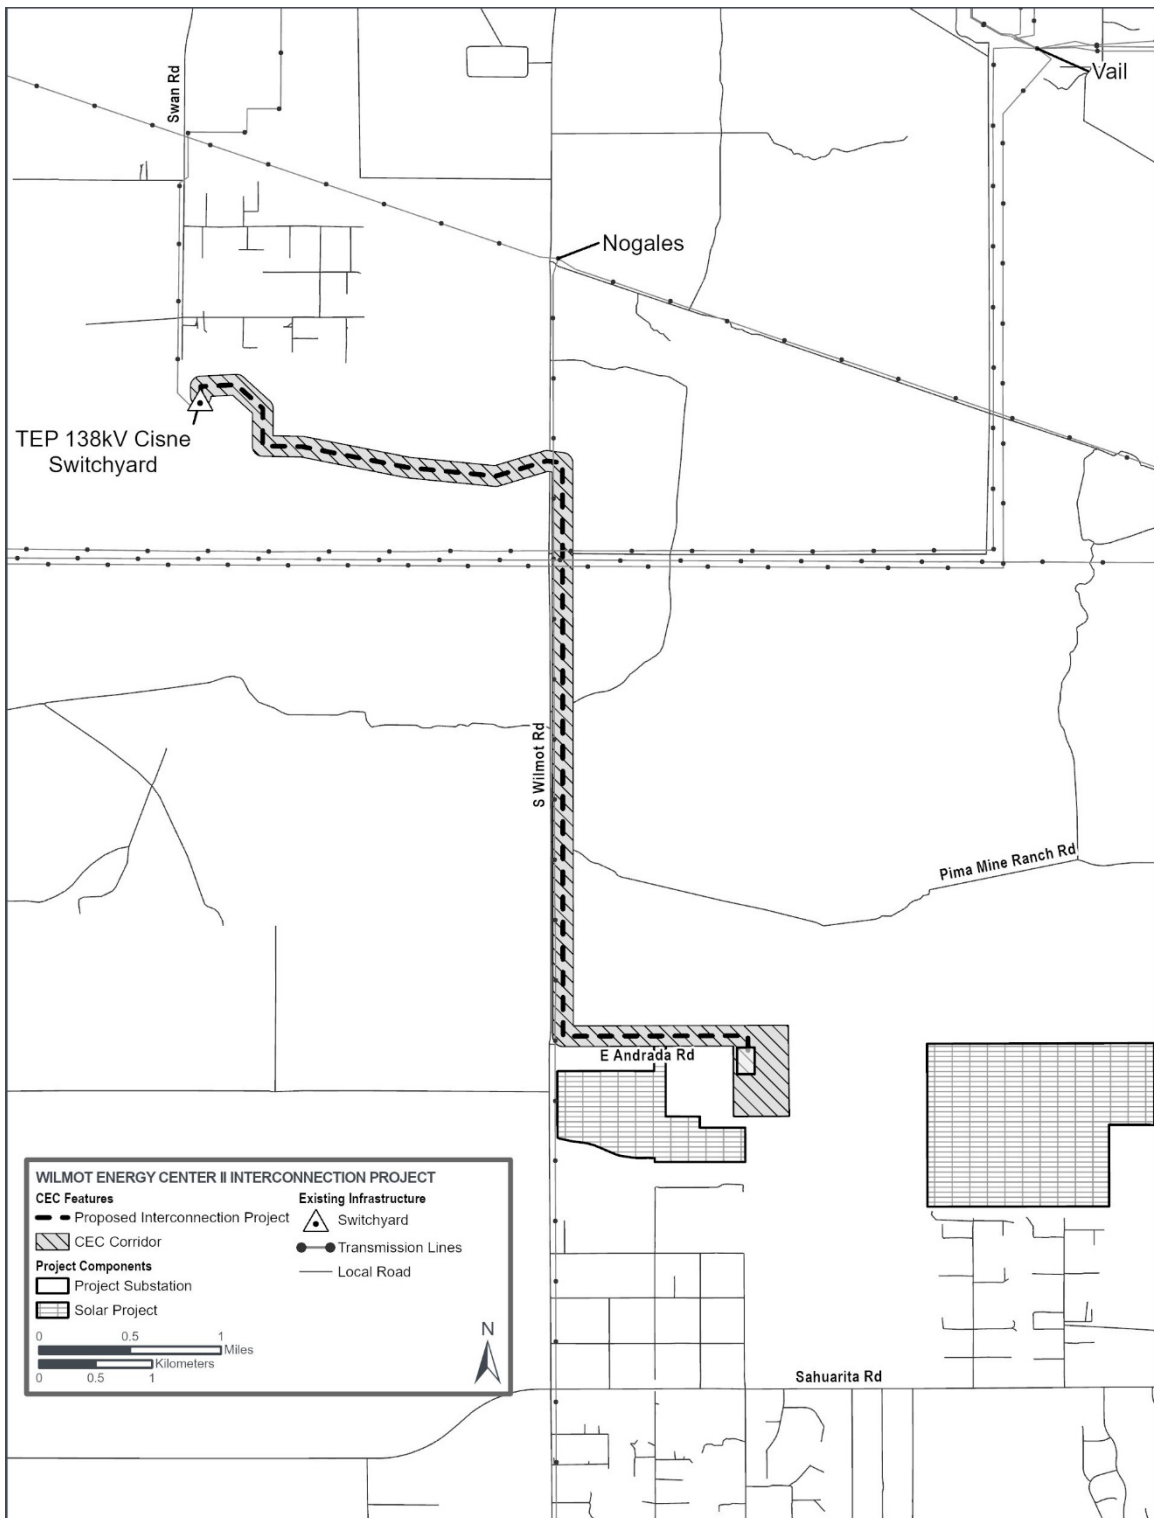 Swan Rd
Vail
Nogales
TEP 138kV Cisne
Switchyard
S Wilmot Rd
Pima Mine Ranch Rd
E Andrada Rd
WILMOT ENERGY CENTER II INTERCONNECTION PROJECT
CEC Features
Proposed Interconnection Project
CEC Corridor
Project Components
Project Substation
Solar Project
Existing Infrastructure
Switchyard
Transmission Lines
Local Road
0 0.5 1
Miles
Kilometers
0 0.5 1
N
Sahuarita Rd